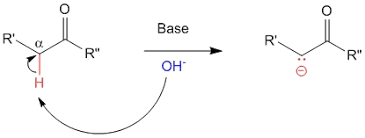 O
R' α R"
H
Base
OH-
O
R' R"